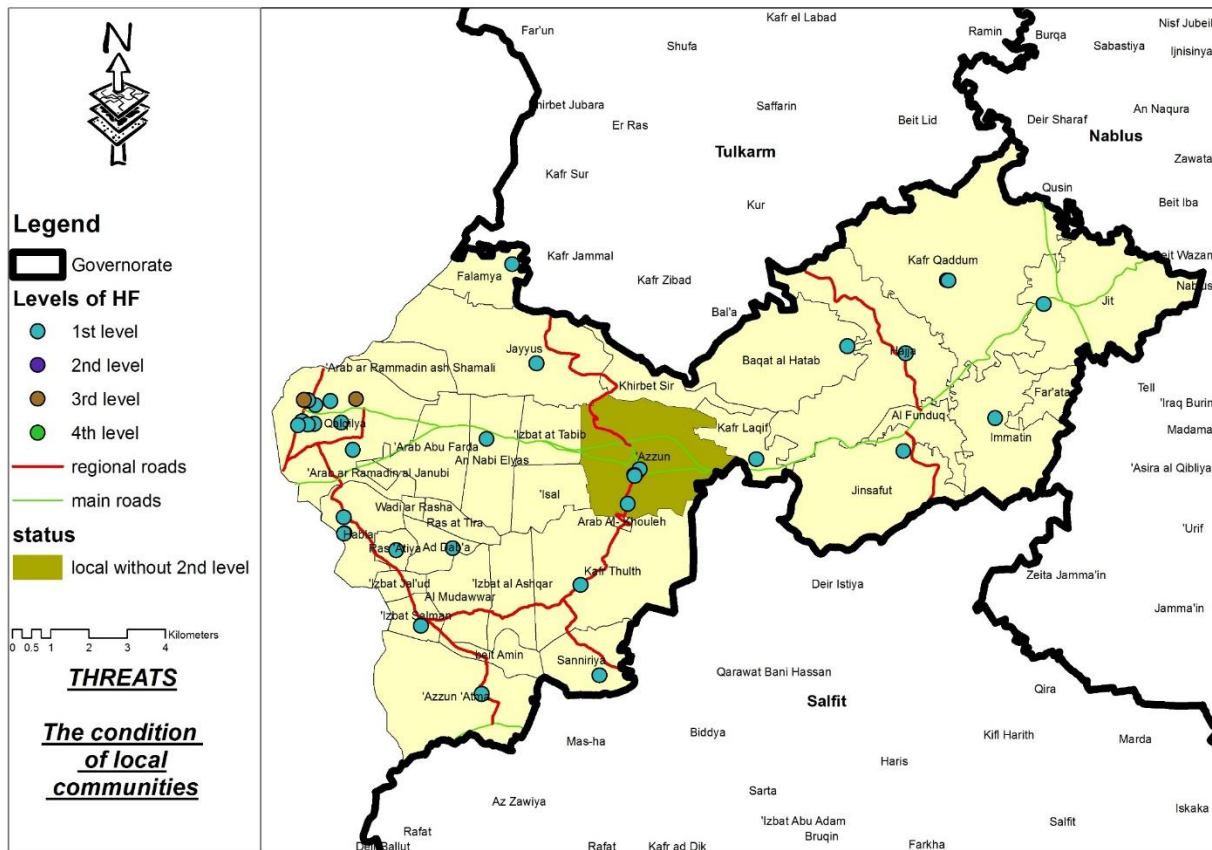 N
Legend
Governorate
Levels of HF
1st level
2nd level
3rd level
4th level
regional roads
main roads
status
local without 2nd level
Kilometers
0 0.5 1 2 3 4
THREATS
The condition
of local
communities
Kafr el Labad
Far'un
Shufa
Ramin
Burqa
Nisf Jubeil
Sabastiya
Ijnisinya
Khirbet Jubara
Saffarin
An Naqura
Er Ras
Beit Lid
Deir Sharaf
Nablus
Tulkarm
Zawata
Kafr Sur
Kur
Qusin
Beit Iba
Kafr Jammal
Beit Wazan
Falamya
Kafr Zibad
Kafr Qaddum
Nablus
Jit
Bal'a
Jayyus
Baqat al Hatab
Hajja
'Arab ar Rammadin ash Shamali
Khirbet Sir
Far'ata
Tell
'Iraq Burin
Al Funduq
Qalqilya
'Izbat at Tabib
Kafr Laqif
Immatin
Madama
'Arab Abu Farda
An Nabi Elyas
'Azzun
'Arab ar Ramadin al Janubi
'Asira al Qibliya
'Isal
Jinsafut
Wadi ar Rasha
Ras at Tira
Arab Al- Khouleh
'Urif
Habla
Ras 'Atiya
Ad Dab'a
Kafr Thulth
Zeita Jamma'in
'Izbat Jal'ud
'Izbat al Ashqar
Deir Istiya
Al Mudawwar
Jamma'in
'Izbat Salman
beit Amin
Sanniriya
Qarawat Bani Hassan
'Azzun 'Atma
Salfit
Qira
Mas-ha
Biddya
Kifl Harith
Marda
Haris
Az Zawiya
Sarta
Iskaka
'Izbat Abu Adam
Salfit
Rafat
Bruqin
Deir Ballut
Rafat
Kafr ad Dik
Farkha